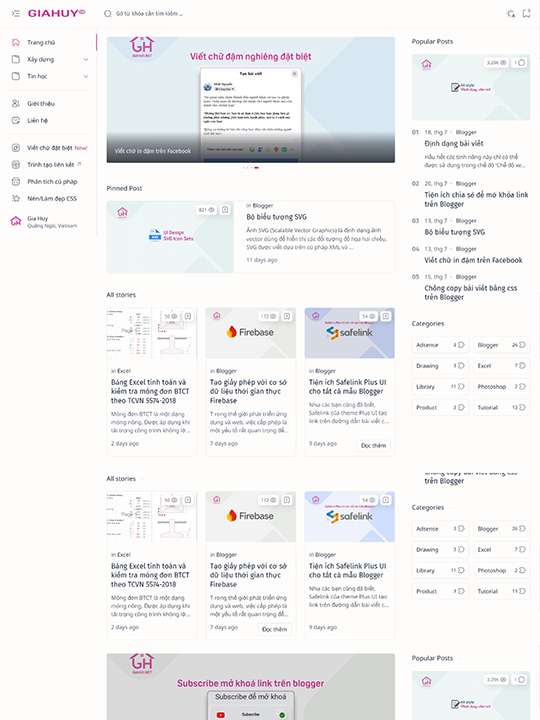 GIAHUY
Gõ từ khóa cần tìm kiếm ...
Trang chủ
Xây dựng
Tin học
Giới thiệu
Liên hệ
Viết chữ đặc biệt New!
Trình tạo liên kết
Phân tích cú pháp
Nén/Làm đẹp CSS
Gia Huy
Quảng Ngãi, Vietnam
GH
Viết chữ đậm nghiêng đặt biệt
Tạo bài viết
Viết chữ in đậm trên Facebook
Pinned Post
821
UI Design
SVG Icon Sets
in Blogger
Bộ biểu tượng SVG
Ảnh SVG (Scalable Vector Graphics) là định dạng ảnh
vector dùng để hiển thị các đối tượng đồ họa hai chiều.
SVG được viết dựa trên cú pháp XML và ...
11 days ago
All stories
50
Page
in Excel
Bảng Excel tính toán và
kiểm tra móng đơn BTCT
theo TCVN 5574-2018
Móng đơn BTCT là một dạng
móng nông. Được áp dụng khi
tải trọng công trình không lớ...
2 days ago
172
Firebase
in Blogger
Tạo giấy phép với cơ sở
dữ liệu thời gian thực
Firebase
Trong thế giới phát triển ứng
dụng và web, việc cấp phép là
một yếu tố rất quan trọng để...
7 days ago
54
safelink
in Blogger
Tiện ích Safelink Plus UI
cho tất cả mẫu Blogger
Như các bạn cũng đã biết,
Safelink của theme Plus UI tạo
link trên đường dẫn bài viết c...
9 days ago
Đọc thêm
All stories
50
Page
in Excel
Bảng Excel tính toán và
kiểm tra móng đơn BTCT
theo TCVN 5574-2018
Móng đơn BTCT là một dạng
móng nông. Được áp dụng khi
tải trọng công trình không lớ...
2 days ago
172
Firebase
in Blogger
Tạo giấy phép với cơ sở
dữ liệu thời gian thực
Firebase
Trong thế giới phát triển ứng
dụng và web, việc cấp phép là
một yếu tố rất quan trọng để...
7 days ago
Đọc thêm
54
safelink
in Blogger
Tiện ích Safelink Plus UI
cho tất cả mẫu Blogger
Như các bạn cũng đã biết,
Safelink của theme Plus UI tạo
link trên đường dẫn bài viết c...
9 days ago
GH
Subscribe mở khoá link trên blogger
Subscribe để mở khoá
Subscribe
Popular Posts
3.29K
1
01 18, thg 7 · Blogger
Định dạng bài viết
Hầu hết các tính năng này chỉ có thể
được sử dụng trong chế độ 'Chế độ xe...
02 20, thg 7 · Blogger
Tiện ích chia sẻ để mở khóa link
trên Blogger
03 13, thg 7 · Blogger
Bộ biểu tượng SVG
04 13, thg 7 · Blogger
Viết chữ in đậm trên Facebook
05 15, thg 7 · Blogger
Chống copy bài viết bằng css
trên Blogger
Categories
Adsense 3
Blogger 26
Drawing 3
Excel 7
Library 11
Photoshop 2
Product 3
Tutorial 13
Chống copy bài viết bằng css
trên Blogger
Categories
Adsense 3
Blogger 26
Drawing 3
Excel 7
Library 11
Photoshop 2
Product 3
Tutorial 13
Popular Posts
3.29K
1